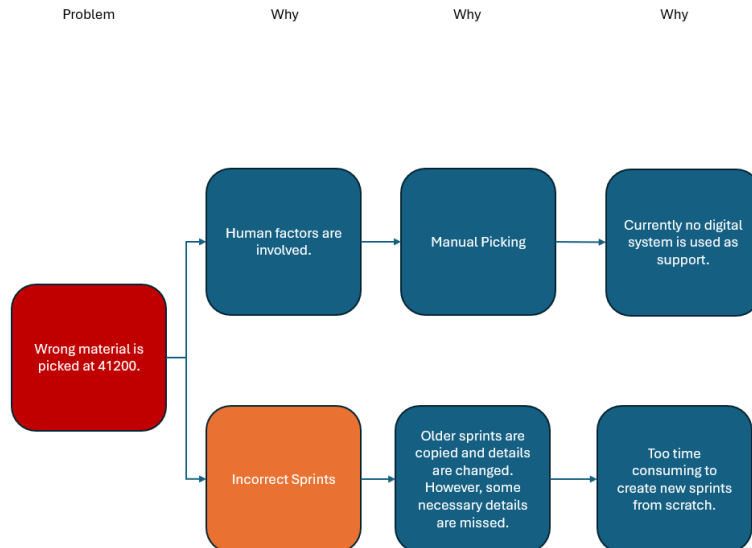 Problem
Why
Why
Why
Human factors are
involved.
Manual Picking
Currently no digital
system is used as
support.
Wrong material is
picked at 41200.
Incorrect Sprints
Older sprints are
copied and details
are changed.
However, some
necessary details
are missed.
Too time
consuming to
create new sprints
from scratch.